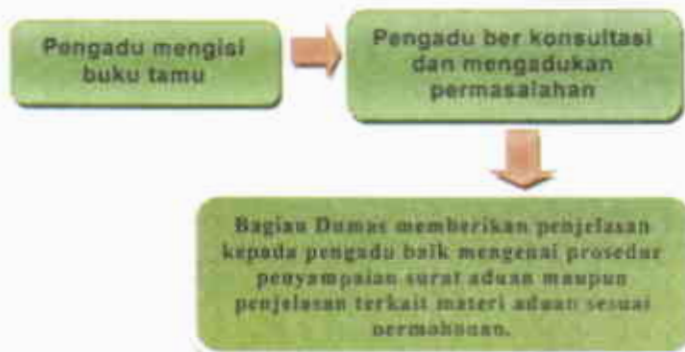 Pengadu mengisi
buku tamu
Pengadu ber konsultasi
dan mengadukan
permasalahan
Bagian Dumas memberikan penjelasan
kepada pengadu baik mengenai prosedur
penyampaian surat aduan maupun
penjelasan terkait materi aduan sesuai
permohonan.